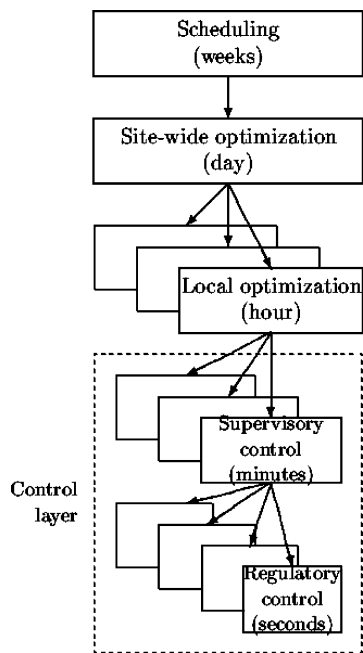 Scheduling
(weeks)
Site-wide optimization
(day)
Local optimization
(hour)
Supervisory
control
(minutes)
Control
layer
Regulatory
control
(seconds)